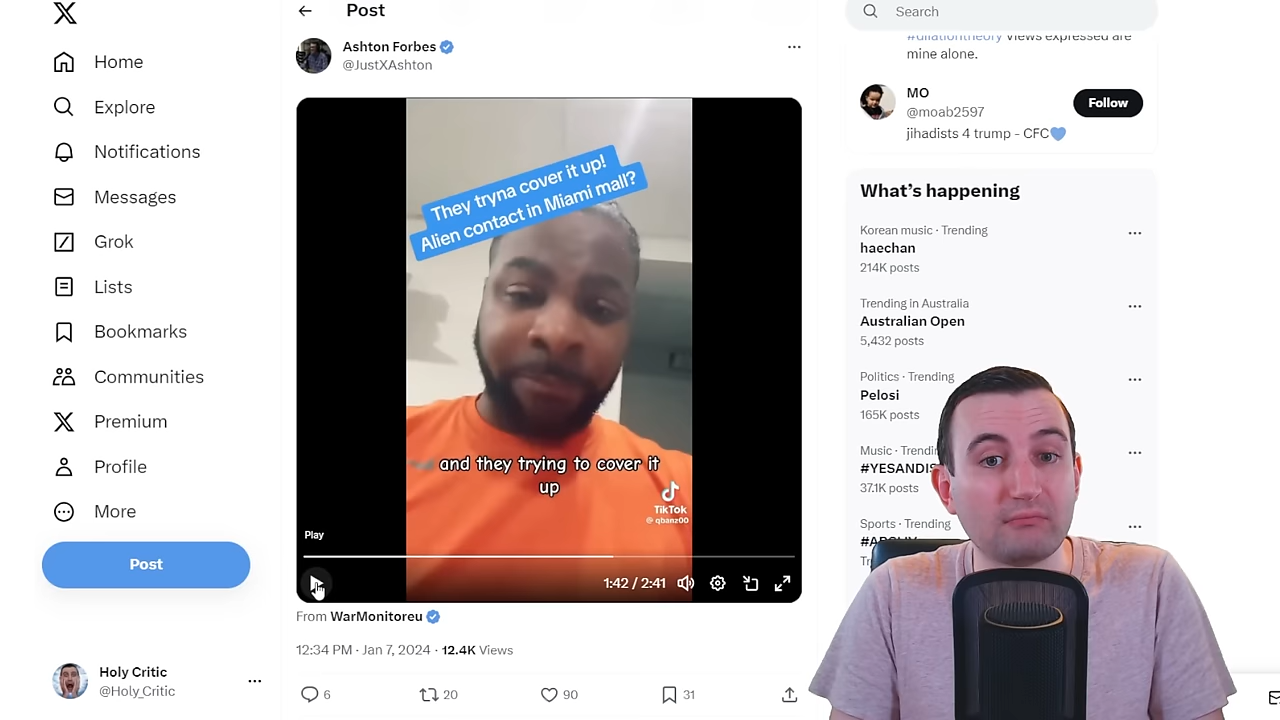 Home
Explore
Notifications
Messages
Grok
Lists
Bookmarks
Communities
Premium
Profile
More
Post
Holy Critic
@Holy_Critic
Post
Ashton Forbes
@JustXAshton
They tryna cover it up!
Alien contact in Miami mall?
and they trying to cover it
up
TikTok
@ qbanz00
Play
1:42 / 2:41
From WarMonitoreu
12:34 PM · Jan 7, 2024 · 12.4K Views
6
20
90
31
Search
#dilationtheory Views expressed are
mine alone.
MO
@moab2597
Follow
jihadists 4 trump - CFC💙
What's happening
Korean music · Trending
haechan
214K posts
Trending in Australia
Australian Open
5,432 posts
Politics · Trending
Pelosi
165K posts
Music ·
37.1K posts
Sports · Trending